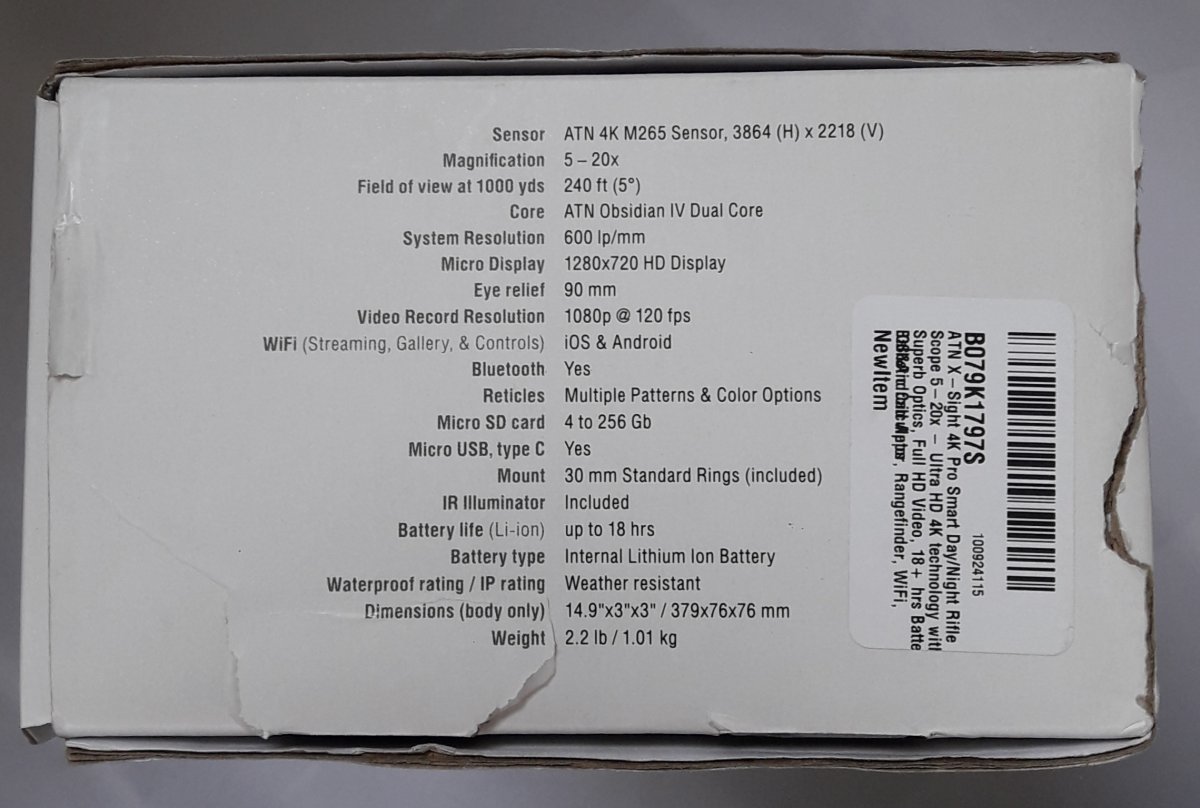 Sensor ATN 4K M265 Sensor, 3864 (H) x 2218 (V)
Magnification 5 – 20x
Field of view at 1000 yds 240 ft (5°)
Core ATN Obsidian IV Dual Core
System Resolution 600 lp/mm
Micro Display 1280x720 HD Display
Eye relief 90 mm
Video Record Resolution 1080p @ 120 fps
WiFi (Streaming, Gallery, & Controls) iOS & Android
Bluetooth Yes
Reticles Multiple Patterns & Color Options
Micro SD card 4 to 256 Gb
Micro USB, type C Yes
Mount 30 mm Standard Rings (included)
IR Illuminator Included
Battery life (Li-ion) up to 18 hrs
Battery type Internal Lithium Ion Battery
Waterproof rating / IP rating Weather resistant
Dimensions (body only) 14.9"x3"x3" / 379x76x76 mm
Weight 2.2 lb / 1.01 kg
B079K1797S 100924115
ATN X – Sight 4K Pro Smart Day/Night Rifle
Scope 5 – 20x – Ultra HD 4K technology with
Superb Optics, Full HD Video, 18+ hrs Batte
Rangefinder, WiFi,
NewItem